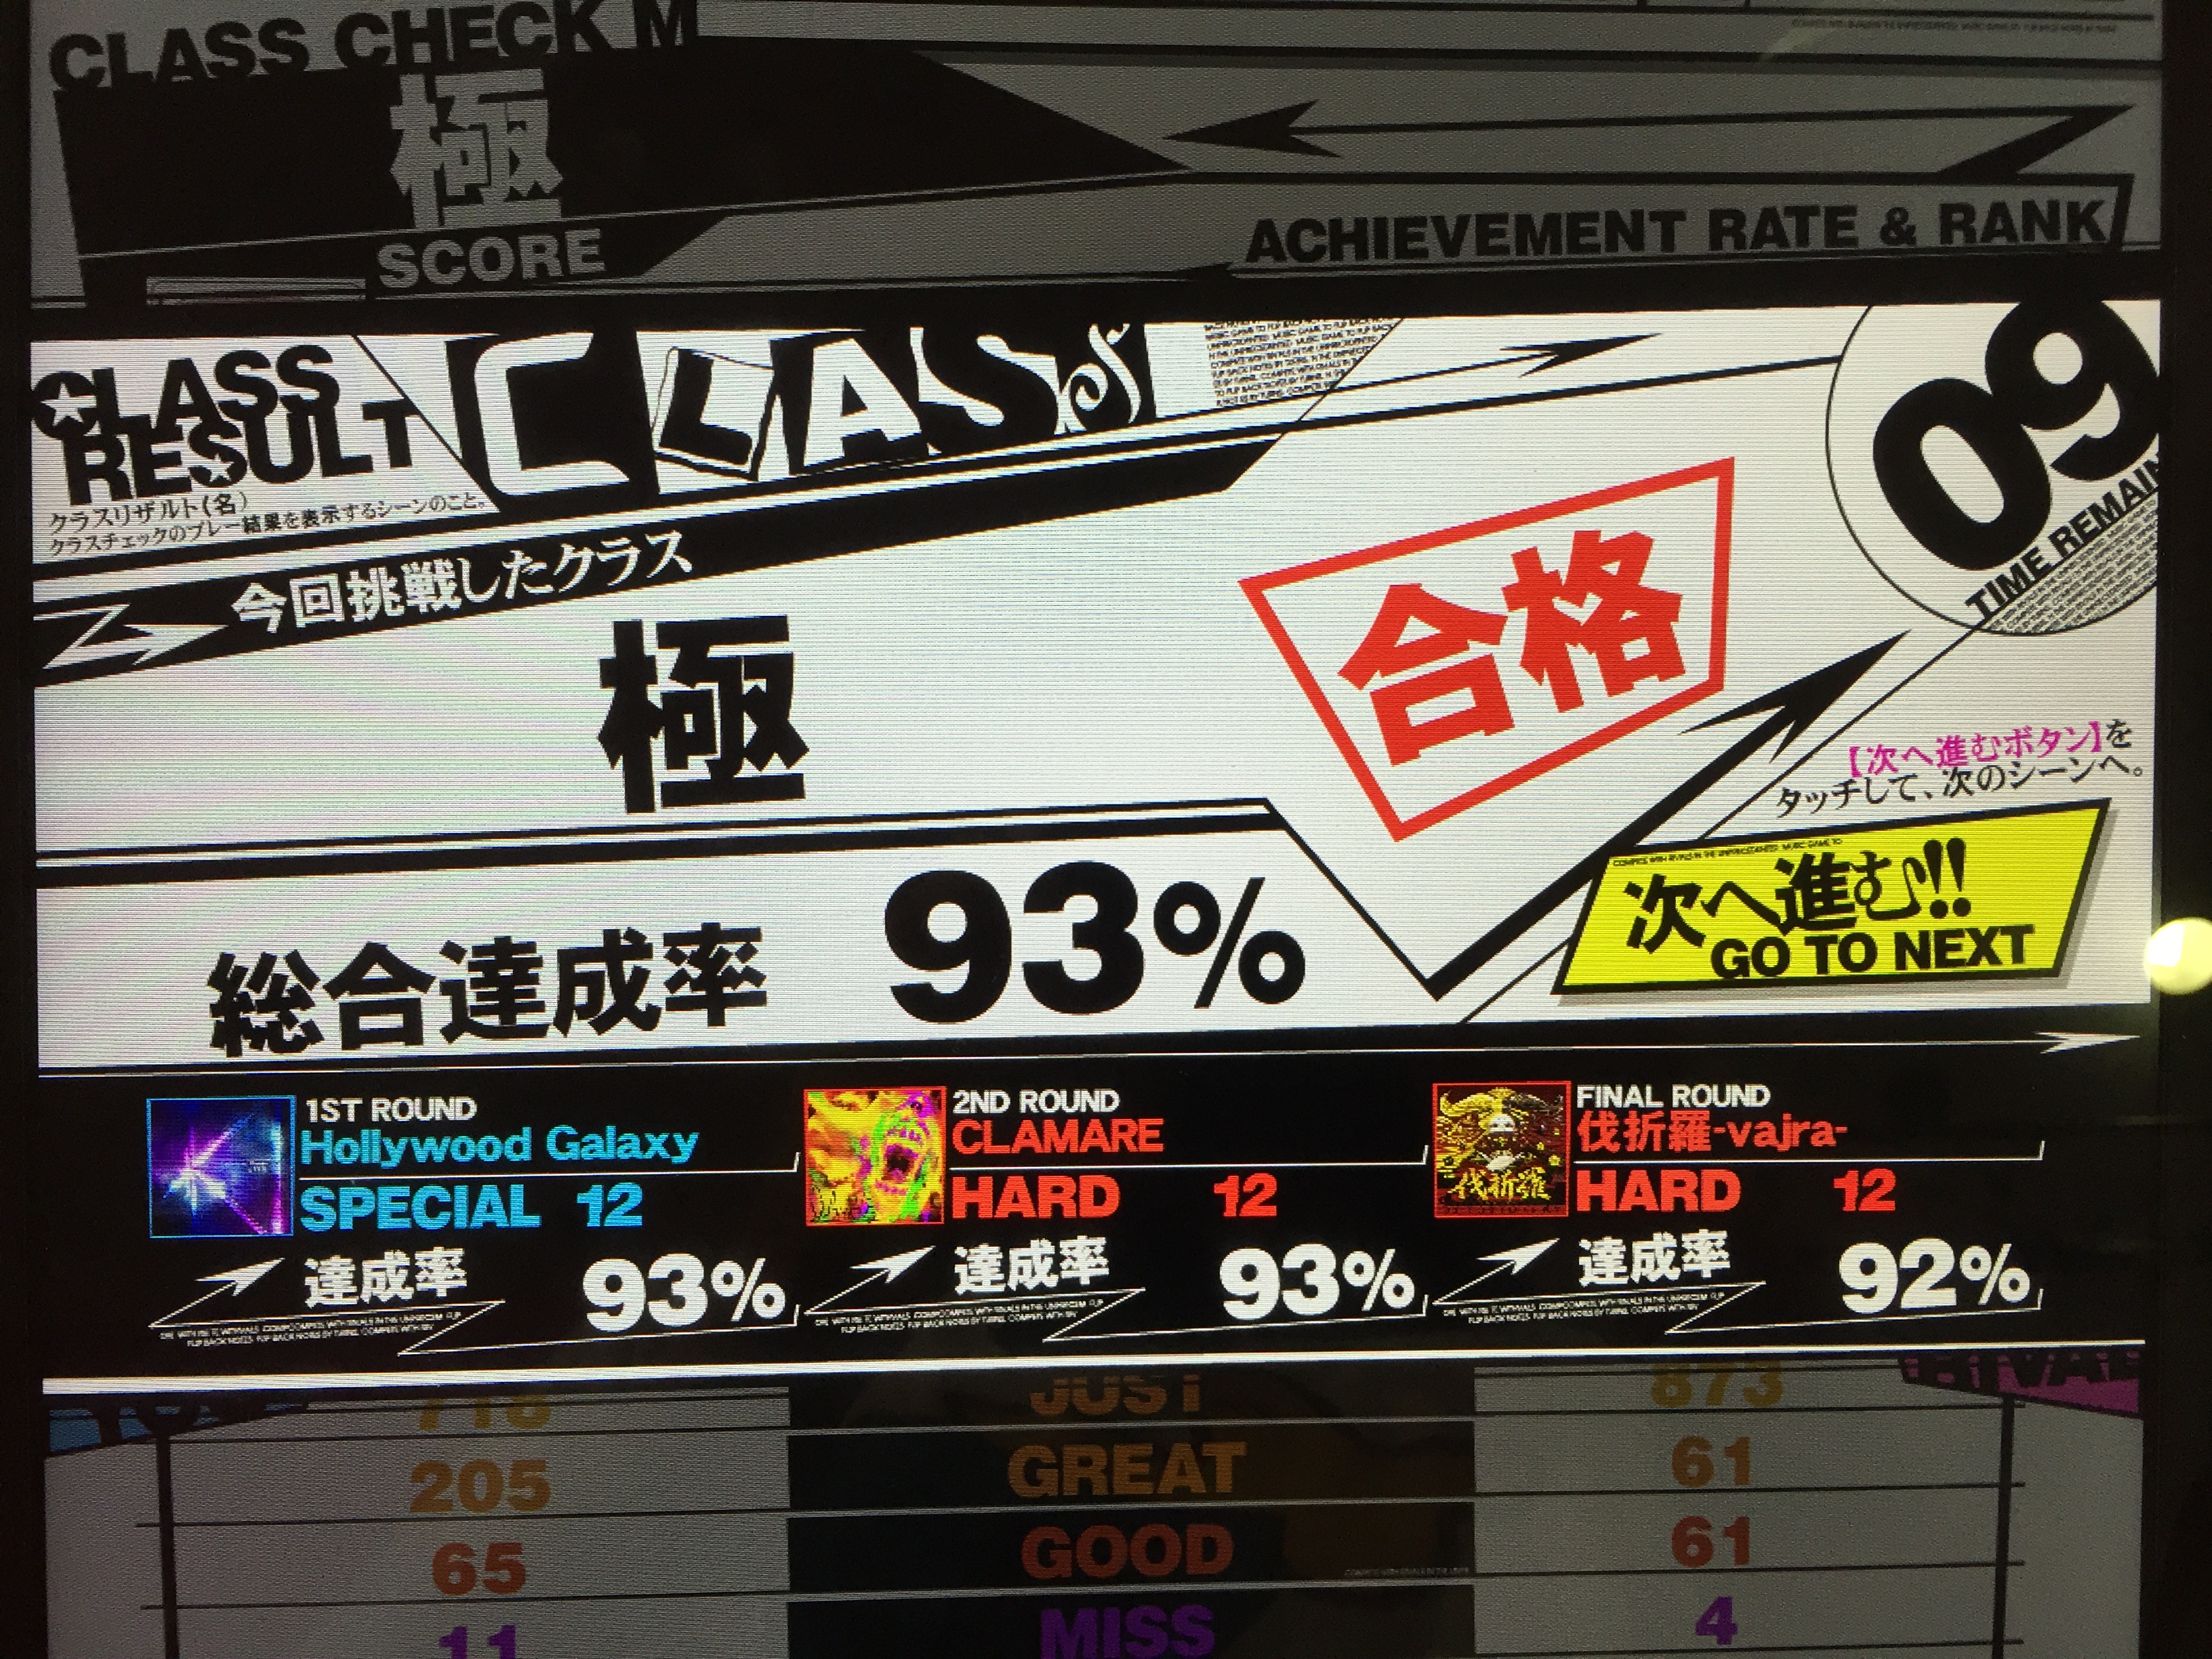 CLASS CHECK M
極
SCORE
ACHIEVEMENT RATE & RANK
CLASS
RESULT
クラスリザルト(名)
クラスチェックのプレー結果を表示するシーンのこと。
CLASS
09
TIME REMAIN
今回挑戦したクラス
極
合格
【次へ進むボタン】を
タッチして、次のシーンへ。
次へ進む♪!!
GO TO NEXT
総合達成率 93%
1ST ROUND
Hollywood Galaxy
SPECIAL 12
達成率 93%
2ND ROUND
CLAMARE
HARD 12
達成率 93%
FINAL ROUND
伐折羅-vajra-
伐折羅
HARD 12
達成率 92%
718 JUST 873
205 GREAT 61
65 GOOD 61
11 MISS 4